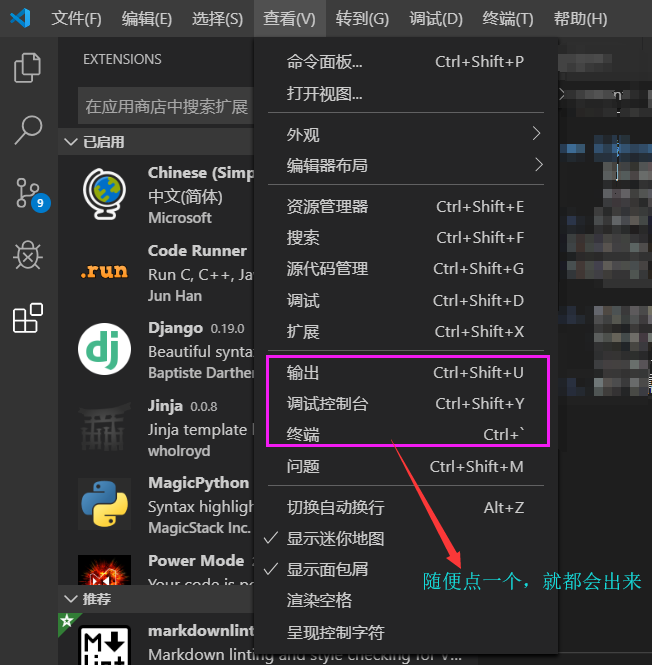 文件(F) 编辑(E) 选择(S) 查看(V) 转到(G) 调试(D) 终端(T) 帮助(H)
EXTENSIONS
在应用商店中搜索扩展
已启用
Chinese (Simp
中文(简体)
Microsoft
Code Runner
.run
Run C, C++, Ja
Jun Han
Django 0.19.0
dj
Beautiful synta
Baptiste Darther
Jinja 0.0.8
Jinja template l
wholroyd
MagicPython
Syntax highligh
MagicStack Inc.
Power Mode
Your code is po
推荐
markdownlint
Markdown linting and style checking for V...
9
命令面板... Ctrl+Shift+P
打开视图...
外观
编辑器布局
资源管理器 Ctrl+Shift+E
搜索 Ctrl+Shift+F
源代码管理 Ctrl+Shift+G
调试 Ctrl+Shift+D
扩展 Ctrl+Shift+X
输出 Ctrl+Shift+U
调试控制台 Ctrl+Shift+Y
终端 Ctrl+`
问题 Ctrl+Shift+M
切换自动换行 Alt+Z
显示迷你地图
显示面包屑
渲染空格
呈现控制字符
随便点一个，就都会出来